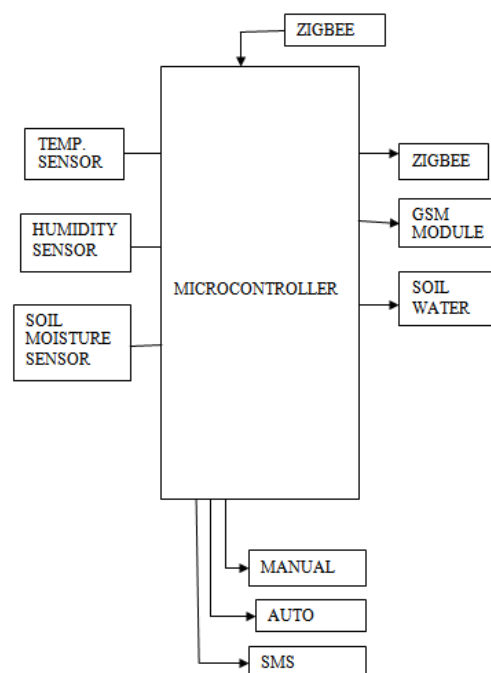 ZIGBEE
TEMP.
SENSOR
HUMIDITY
SENSOR
SOIL
MOISTURE
SENSOR
MICROCONTROLLER
ZIGBEE
GSM
MODULE
SOIL
WATER
MANUAL
AUTO
SMS